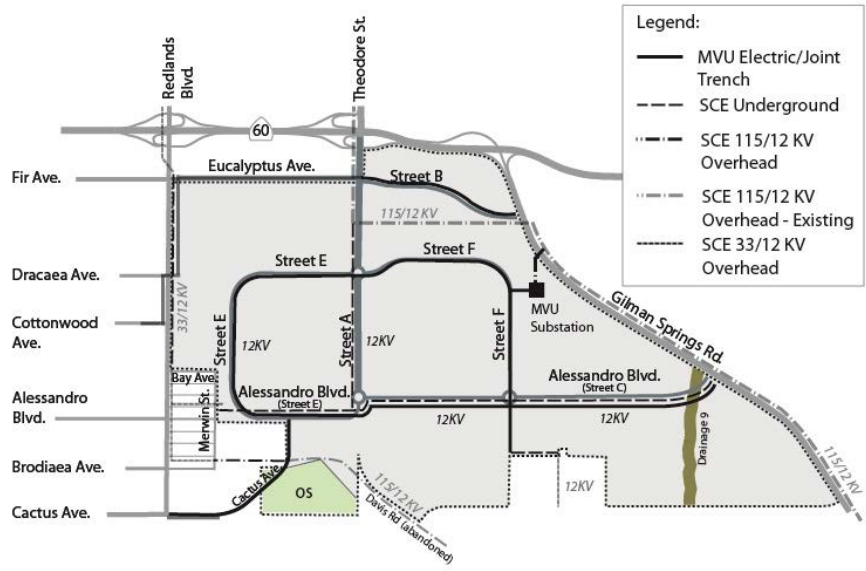 Redlands
Blvd.
Theodore St.
60
Fir Ave.
Eucalyptus Ave.
Street B
115/12 KV
Dracaea Ave.
Street E
Street F
Cottonwood
Ave.
33/12 KV
Street E
12KV
Street A
12KV
Street F
MVU
Substation
Gilman Springs Rd.
Bay Ave
Merwin St.
Alessandro
Blvd.
Alessandro Blvd.
(Street E)
Alessandro Blvd.
(Street C)
12KV
12KV
Drainage 9
Brodiaea Ave.
Cactus Ave.
OS
115/12 KV
Davis Rd (abandoned)
12KV
115/12 KV
Cactus Ave.
Legend:
MVU Electric/Joint
Trench
SCE Underground
SCE 115/12 KV
Overhead
SCE 115/12 KV
Overhead - Existing
SCE 33/12 KV
Overhead